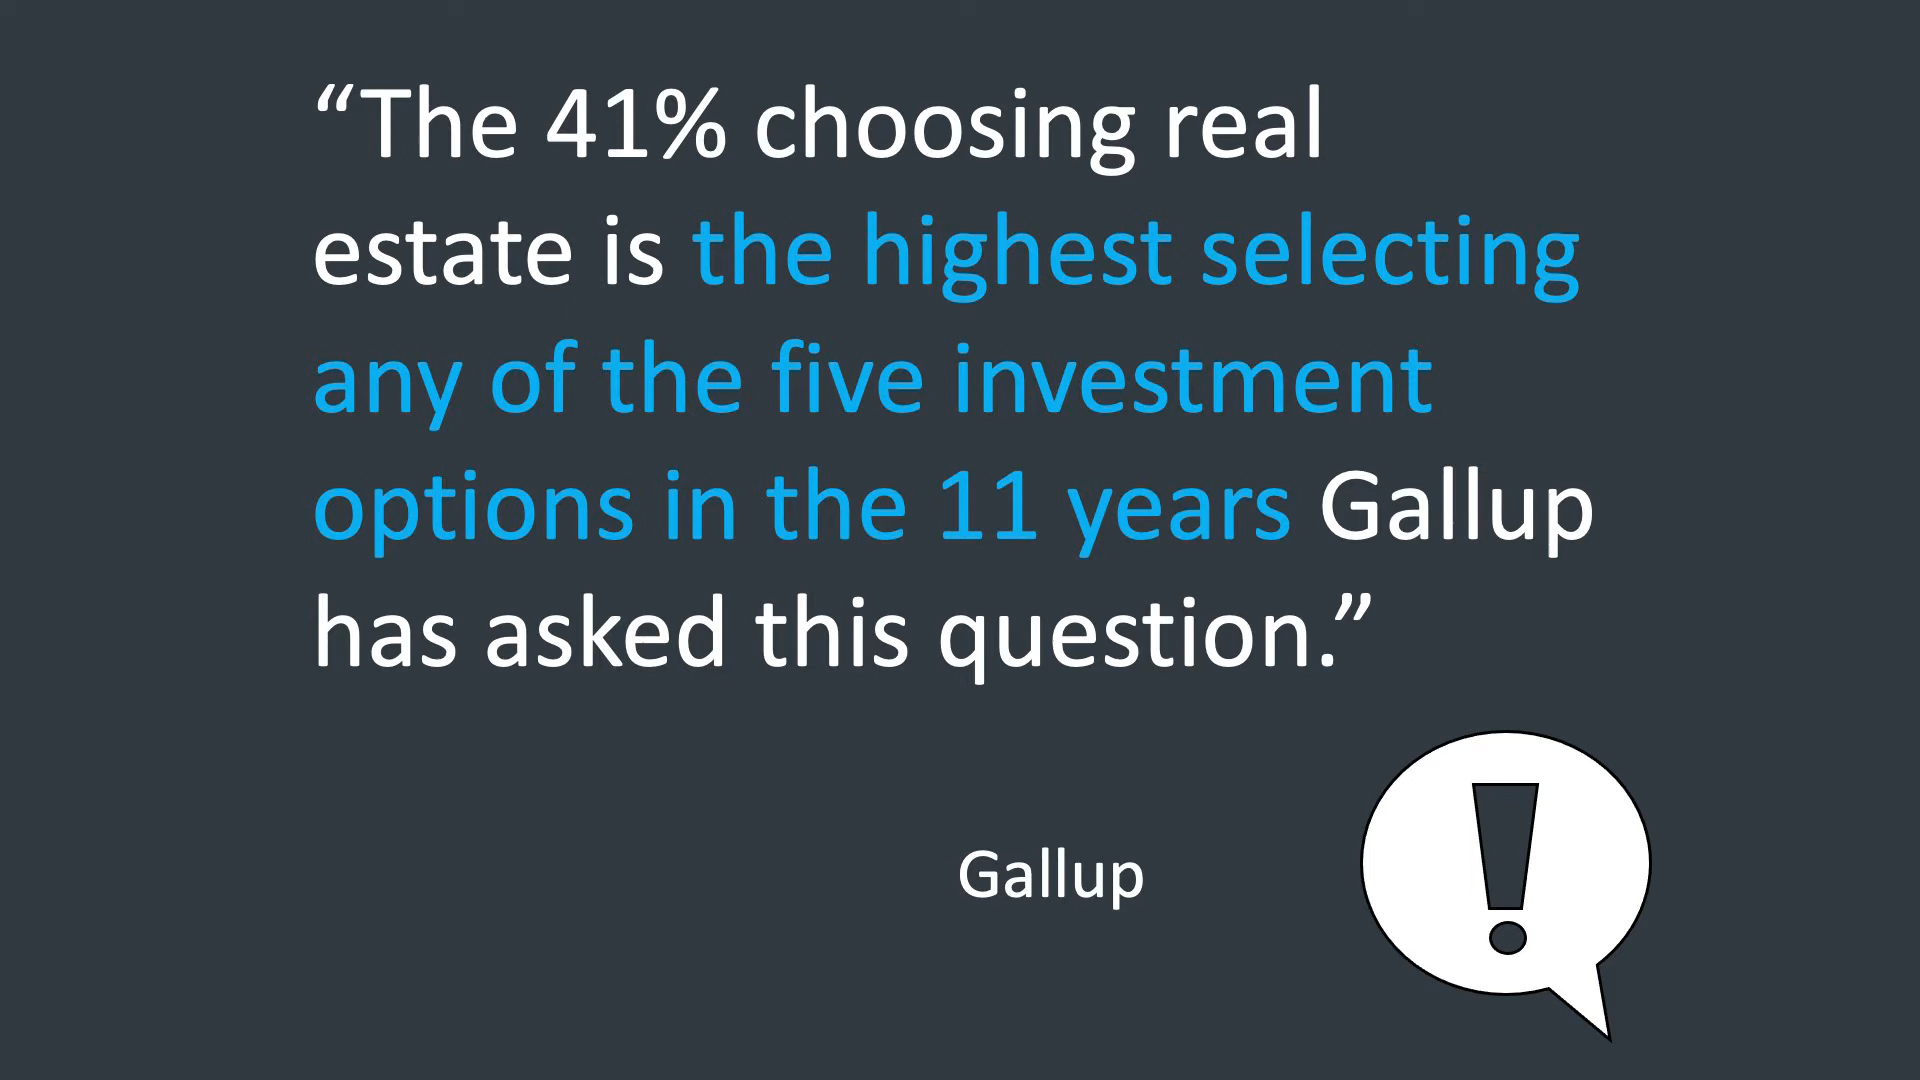 “The 41% choosing real
estate is the highest selecting
any of the five investment
options in the 11 years Gallup
has asked this question.”
Gallup
!